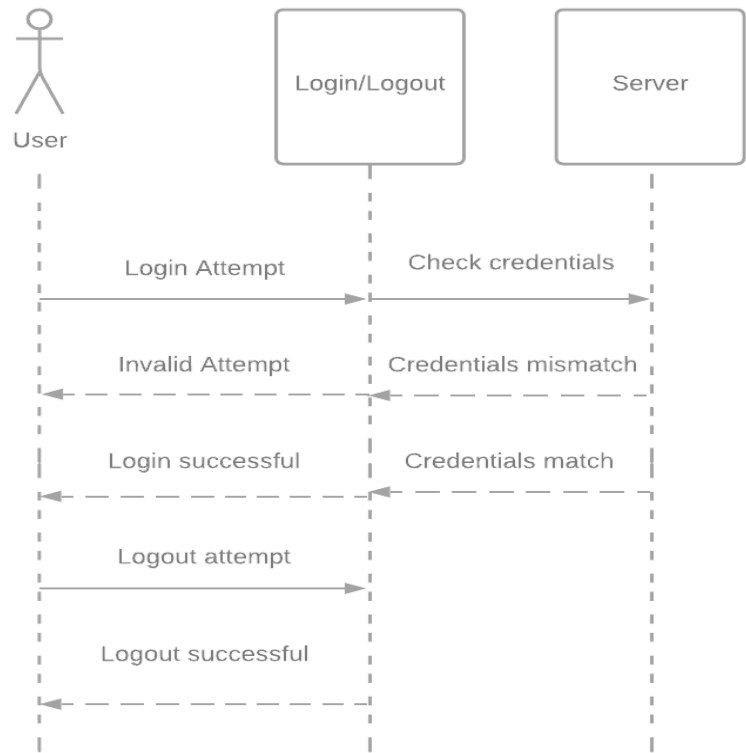 Login/Logout
Server
User
Login Attempt
Check credentials
Invalid Attempt
Credentials mismatch
Login successful
Credentials match
Logout attempt
Logout successful